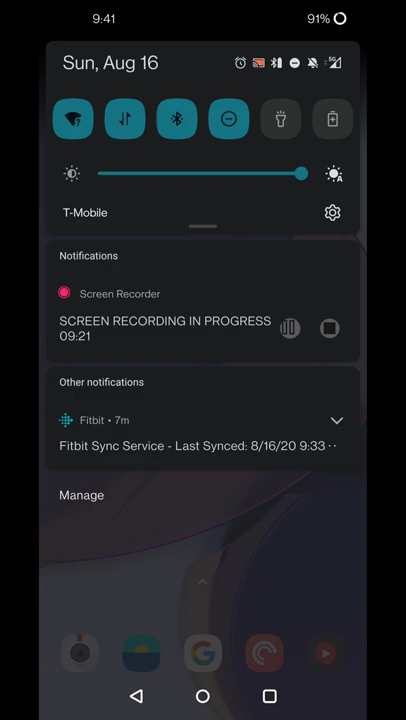 9:41
91%
Sun, Aug 16
5G
T-Mobile
Notifications
Screen Recorder
SCREEN RECORDING IN PROGRESS
09:21
Other notifications
Fitbit • 7m
Fitbit Sync Service - Last Synced: 8/16/20 9:33 ··
Manage